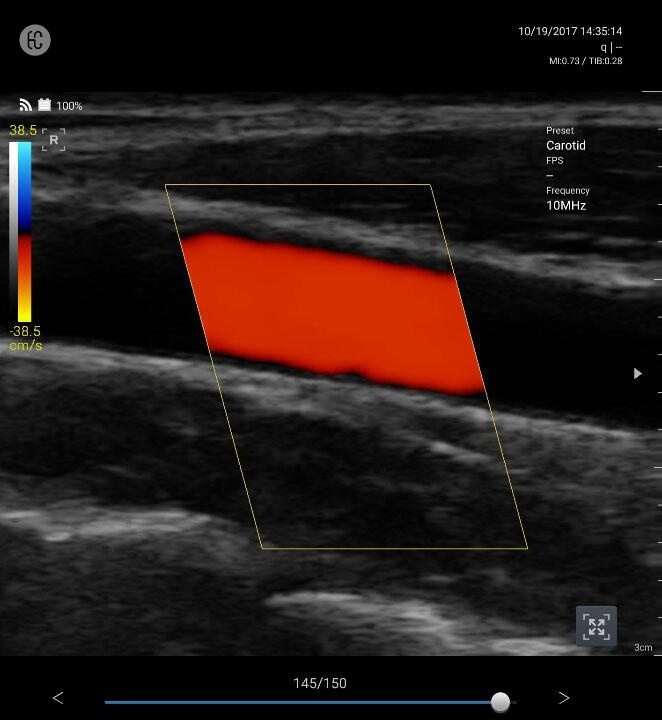 EC
10/19/2017 14:35:14
q | --
MI:0.73 / TIB:0.28
100%
38.5
R
Preset
Carotid
FPS
--
Frequency
10MHz
-38.5
cm/s
3cm
145/150